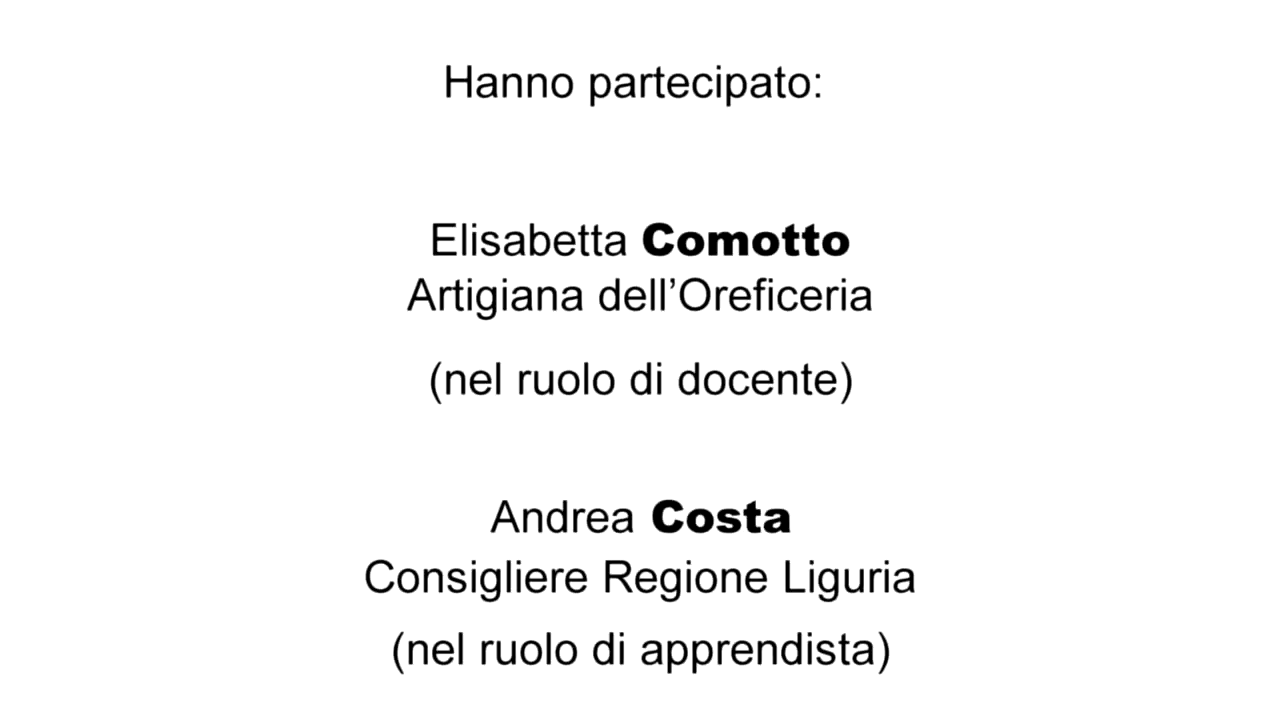 Hanno partecipato:
Elisabetta Comotto
Artigiana dell’Oreficeria
(nel ruolo di docente)
Andrea Costa
Consigliere Regione Liguria
(nel ruolo di apprendista)